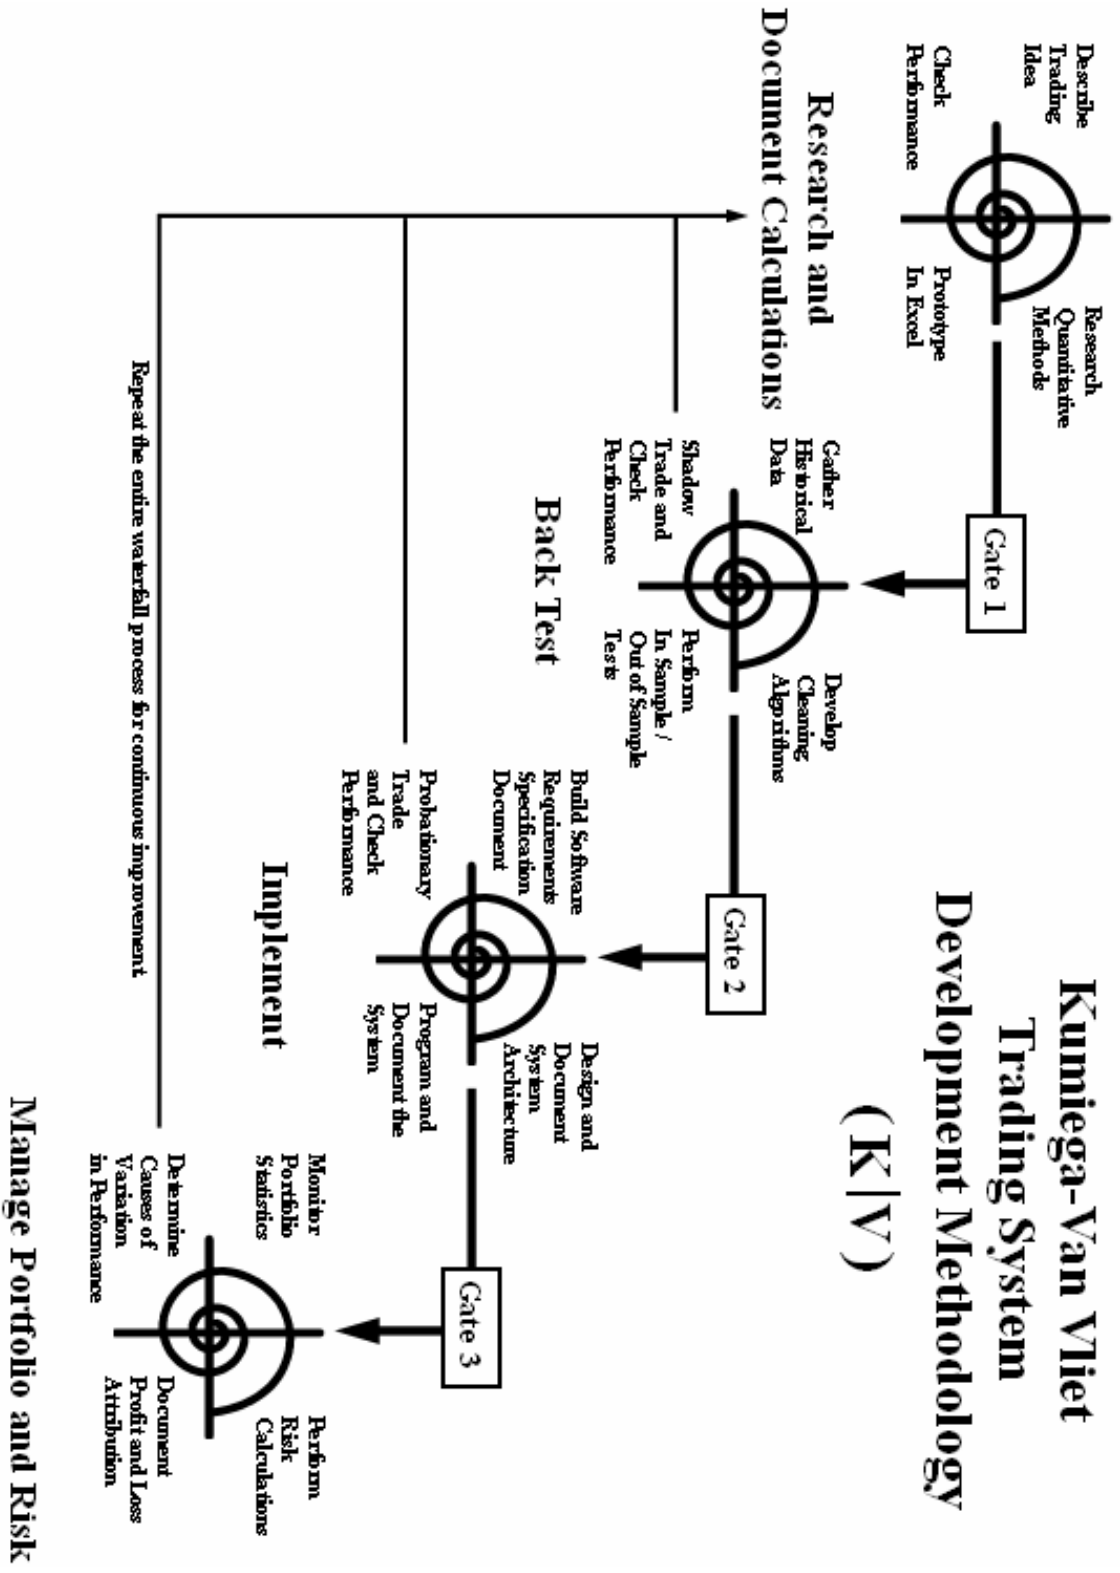 Kumiega-Van Vliet
Trading System
Development Methodology
( K|V )
Describe
Trading
Idea
Research
Quantitative
Methods
Check
Performance
Prototype
In Excel
Research and
Document Calculations
Gate 1
Gather
Historical
Data
Develop
Cleaning
Algorithms
Shadow
Trade and
Check
Performance
Perform
In Sample /
Out of Sample
Tests
Back Test
Gate 2
Build Software
Requirements
Specification
Document
Design and
Document
System
Architecture
Probationary
Trade
and Check
Performance
Program and
Document the
System
Implement
Gate 3
Monitor
Portfolio
Statistics
Perform
Risk
Calculations
Determine
Causes of
Variation
in Performance
Document
Profit and Loss
Attribution
Manage Portfolio and Risk
Repeat the entire waterfall process for continuous improvement